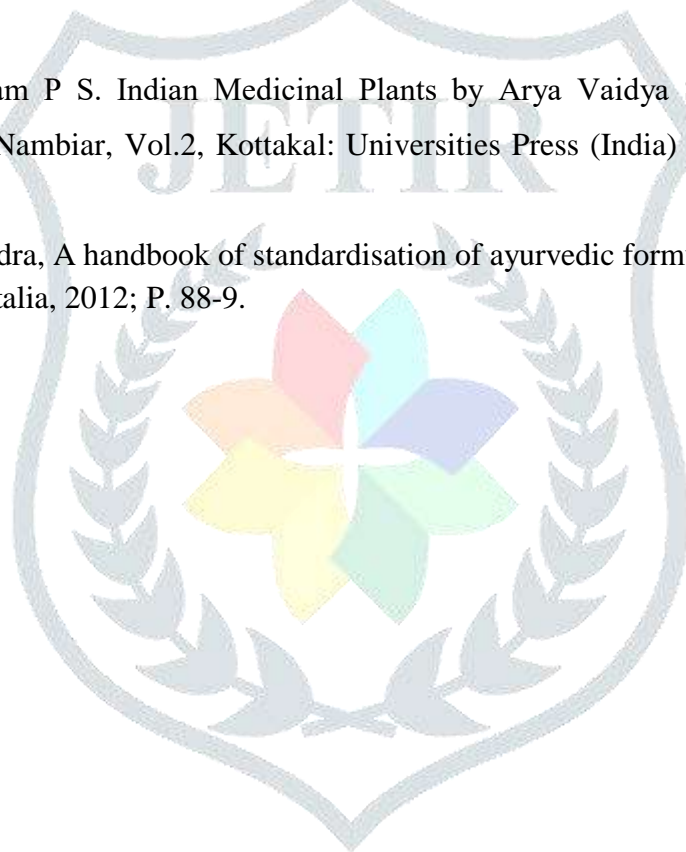 am P S. Indian Medicinal Plants by Arya Vaidya
JETIR
Nambiar, Vol.2, Kottakal: Universities Press (India)
dra, A handbook of standardisation of ayurvedic form
talia, 2012; P. 88-9.